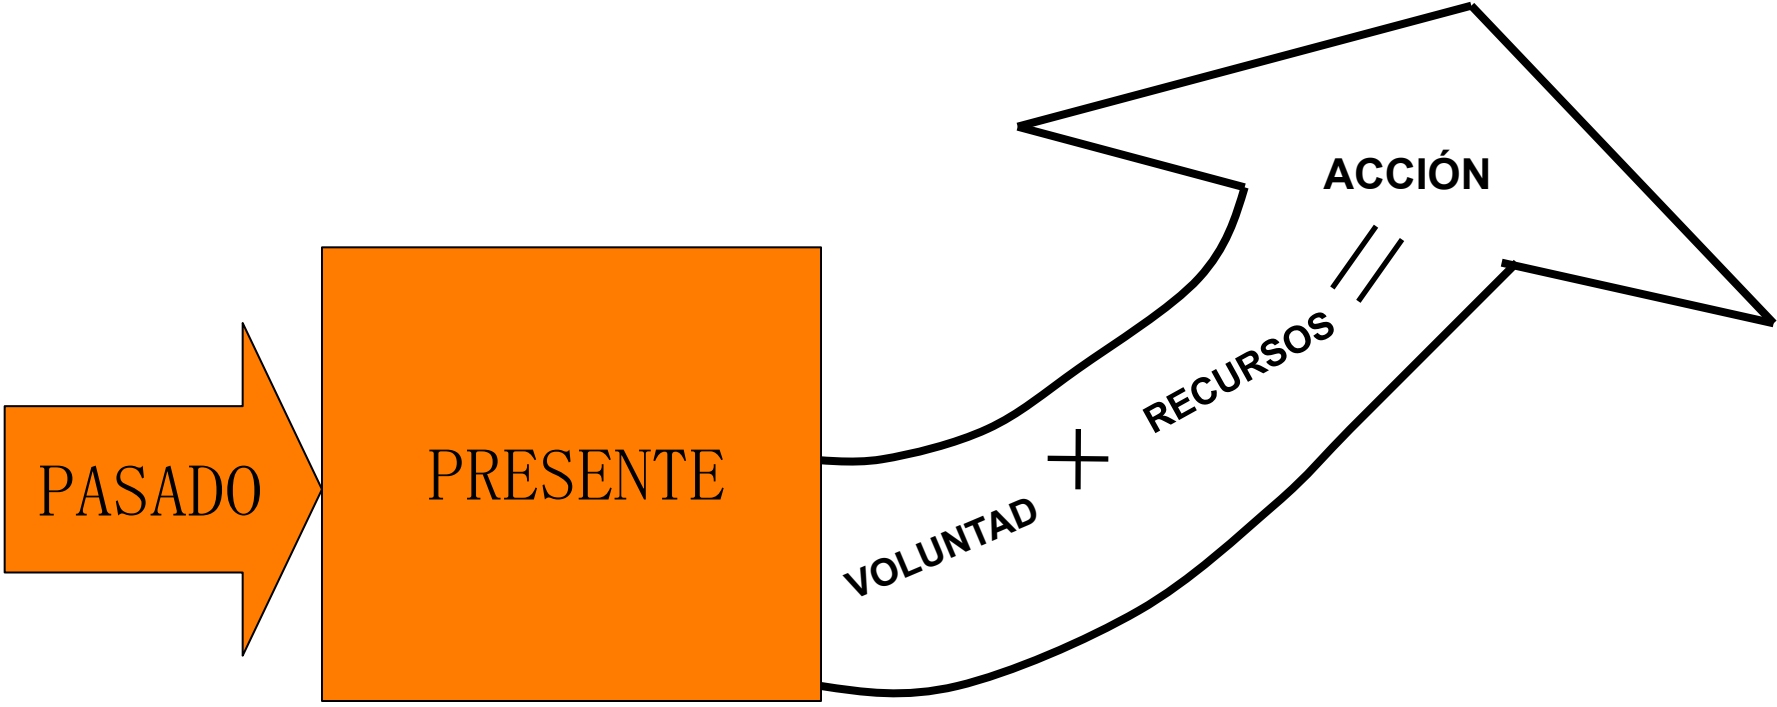 PASADO
PRESENTE
VOLUNTAD
+
RECURSOS
=
ACCIÓN